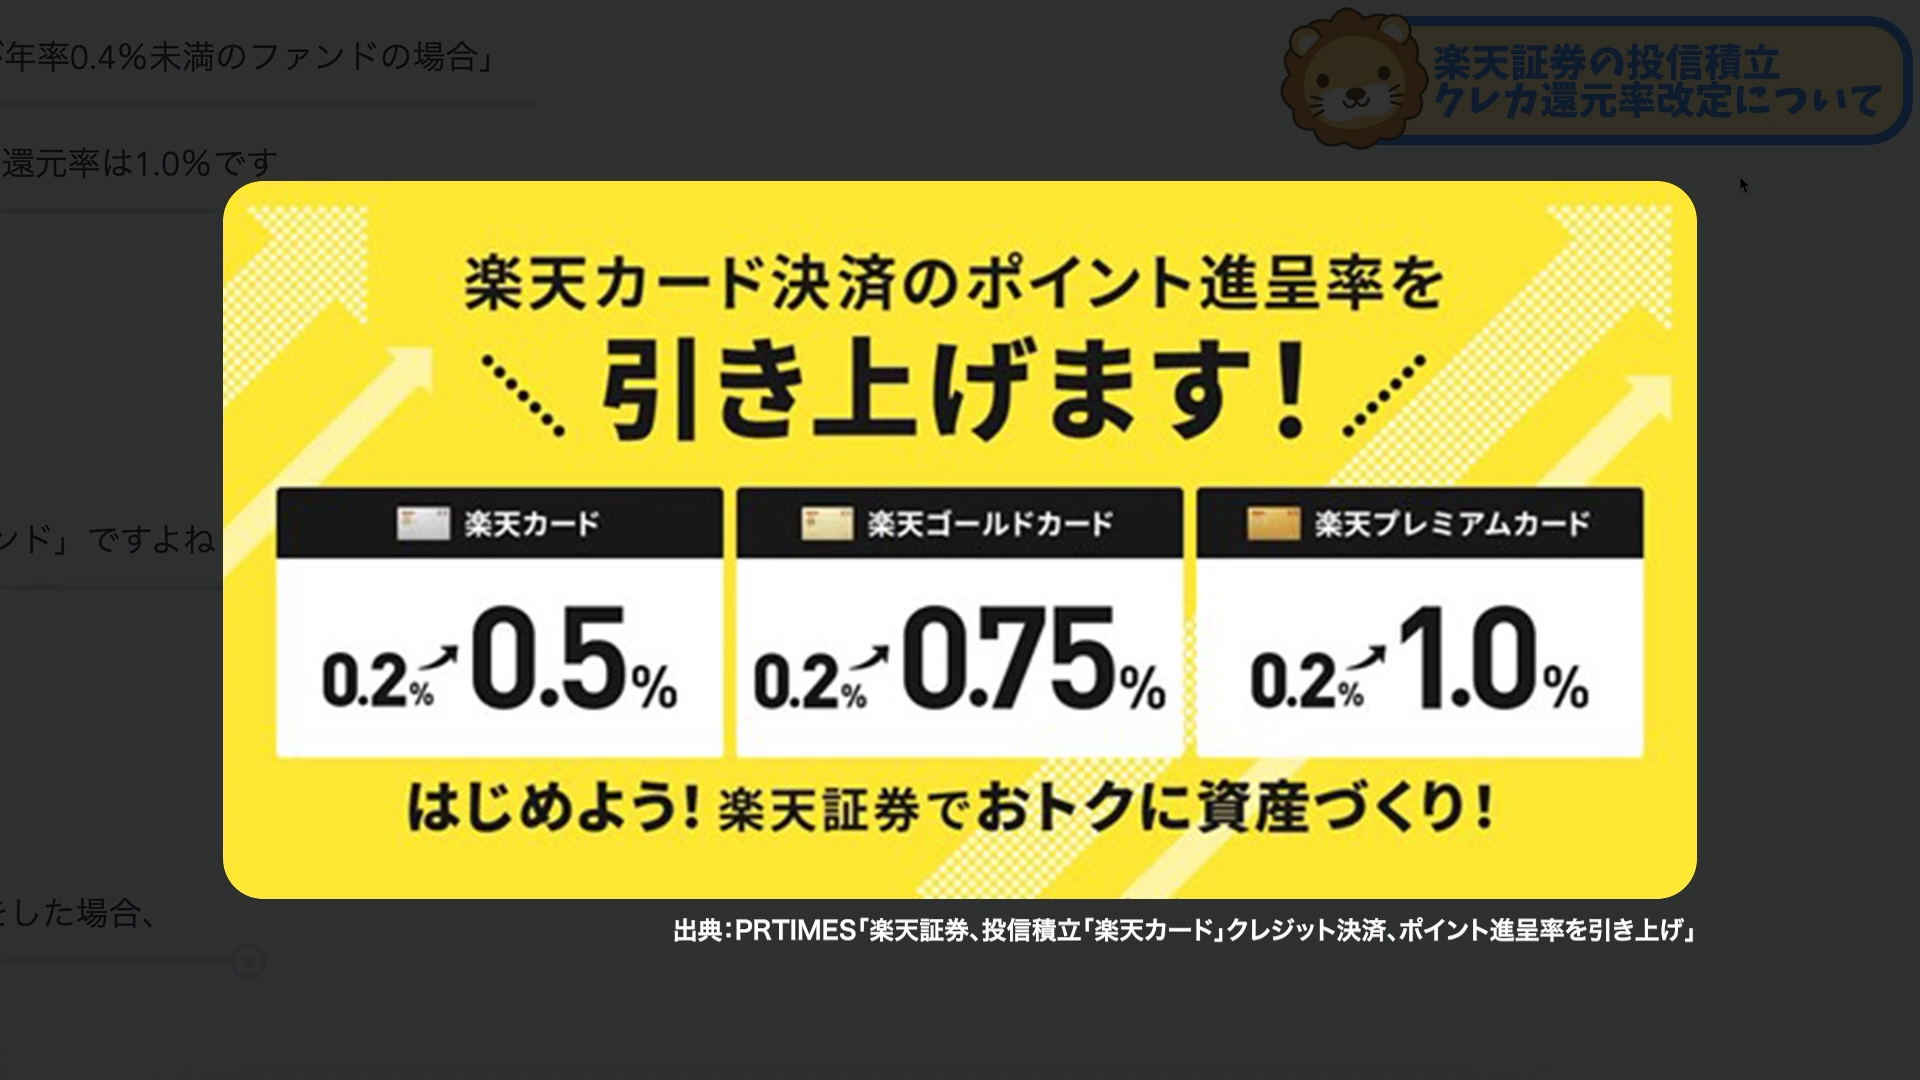 年率0.4%未満のファンドの場合」
楽天証券の投信積立
クレカ還元率改定について
還元率は1.0%です
楽天カード決済のポイント進呈率を
引き上げます!
楽天カード
楽天ゴールドカード
楽天プレミアムカード
0.2% 0.5%
0.2% 0.75%
0.2% 1.0%
ンド」ですよね
はじめよう!楽天証券でおトクに資産づくり!
をした場合、
出典:PRTIMES「楽天証券、投信積立「楽天カード」クレジット決済、ポイント進呈率を引き上げ」